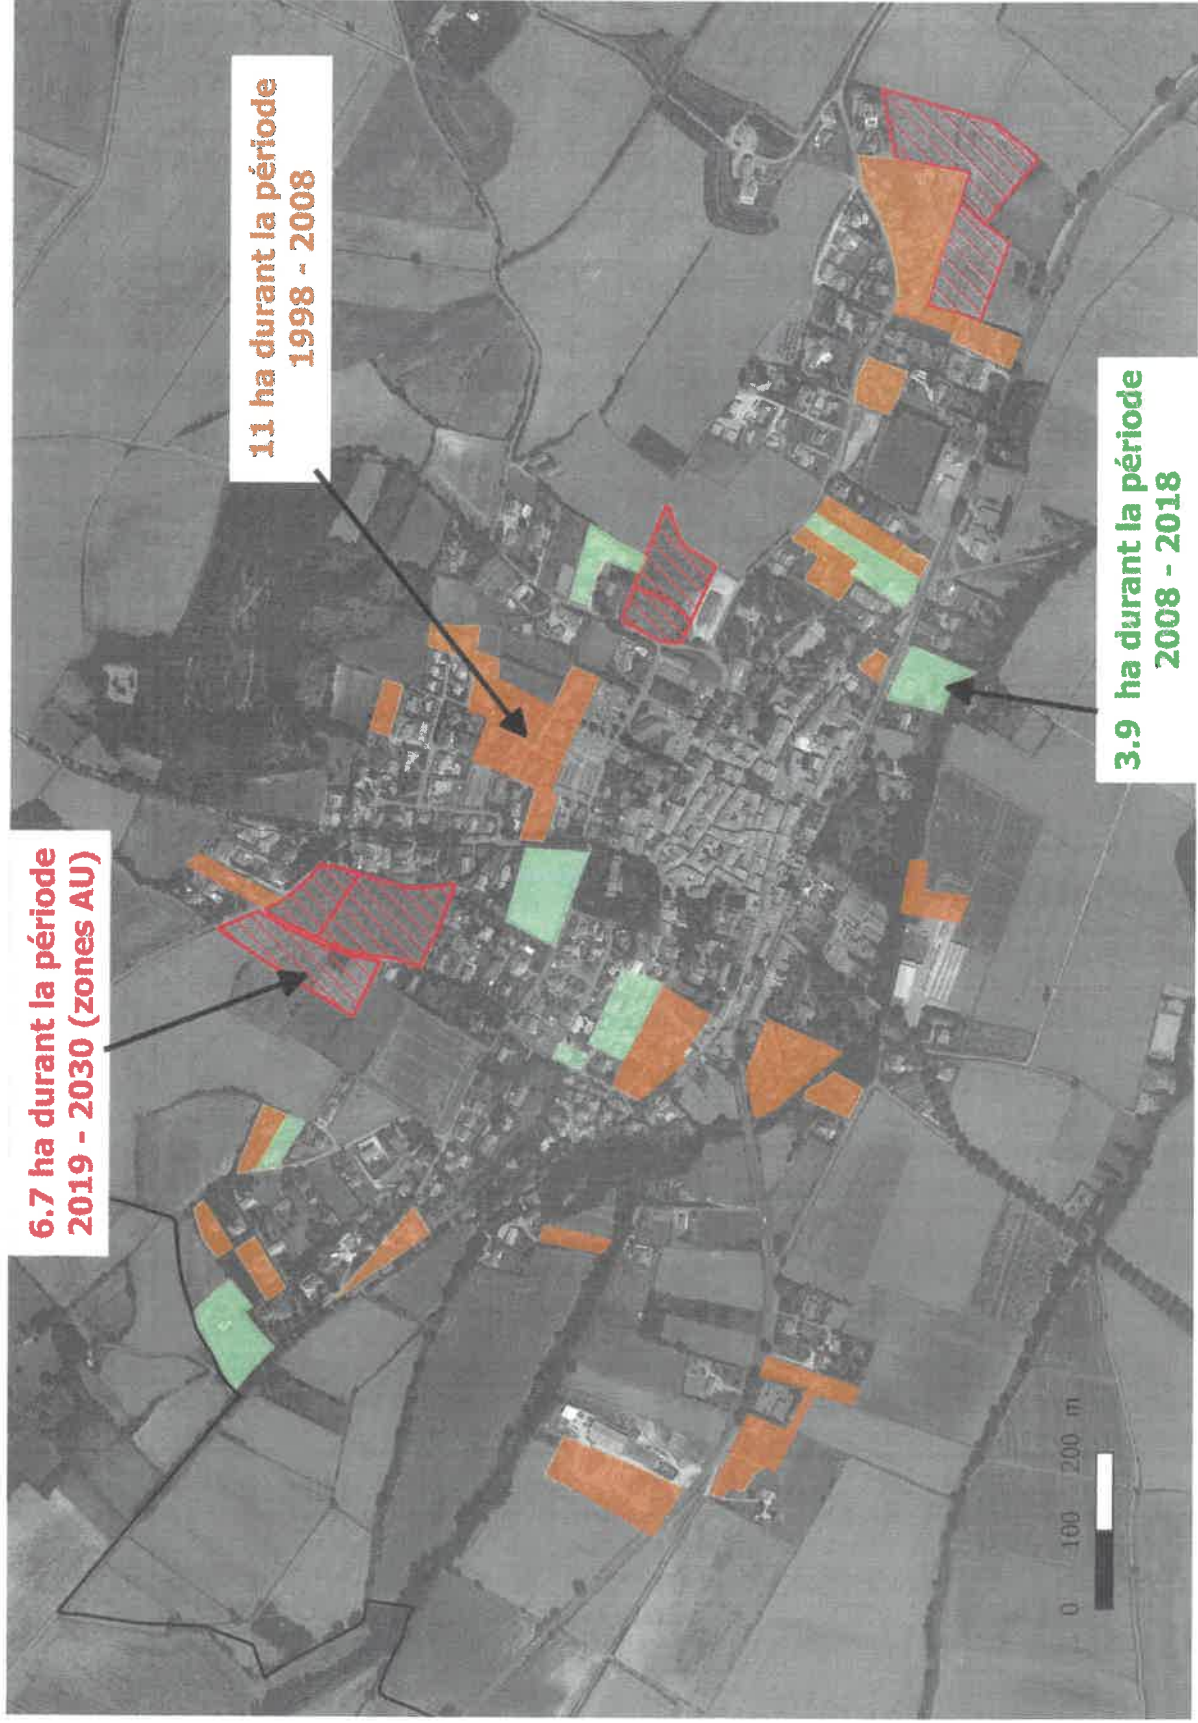 6.7 ha durant la période
2019 - 2030 (zones AU)
11 ha durant la période
1998 - 2008
3.9 ha durant la période
2008 - 2018
0 100 200 m